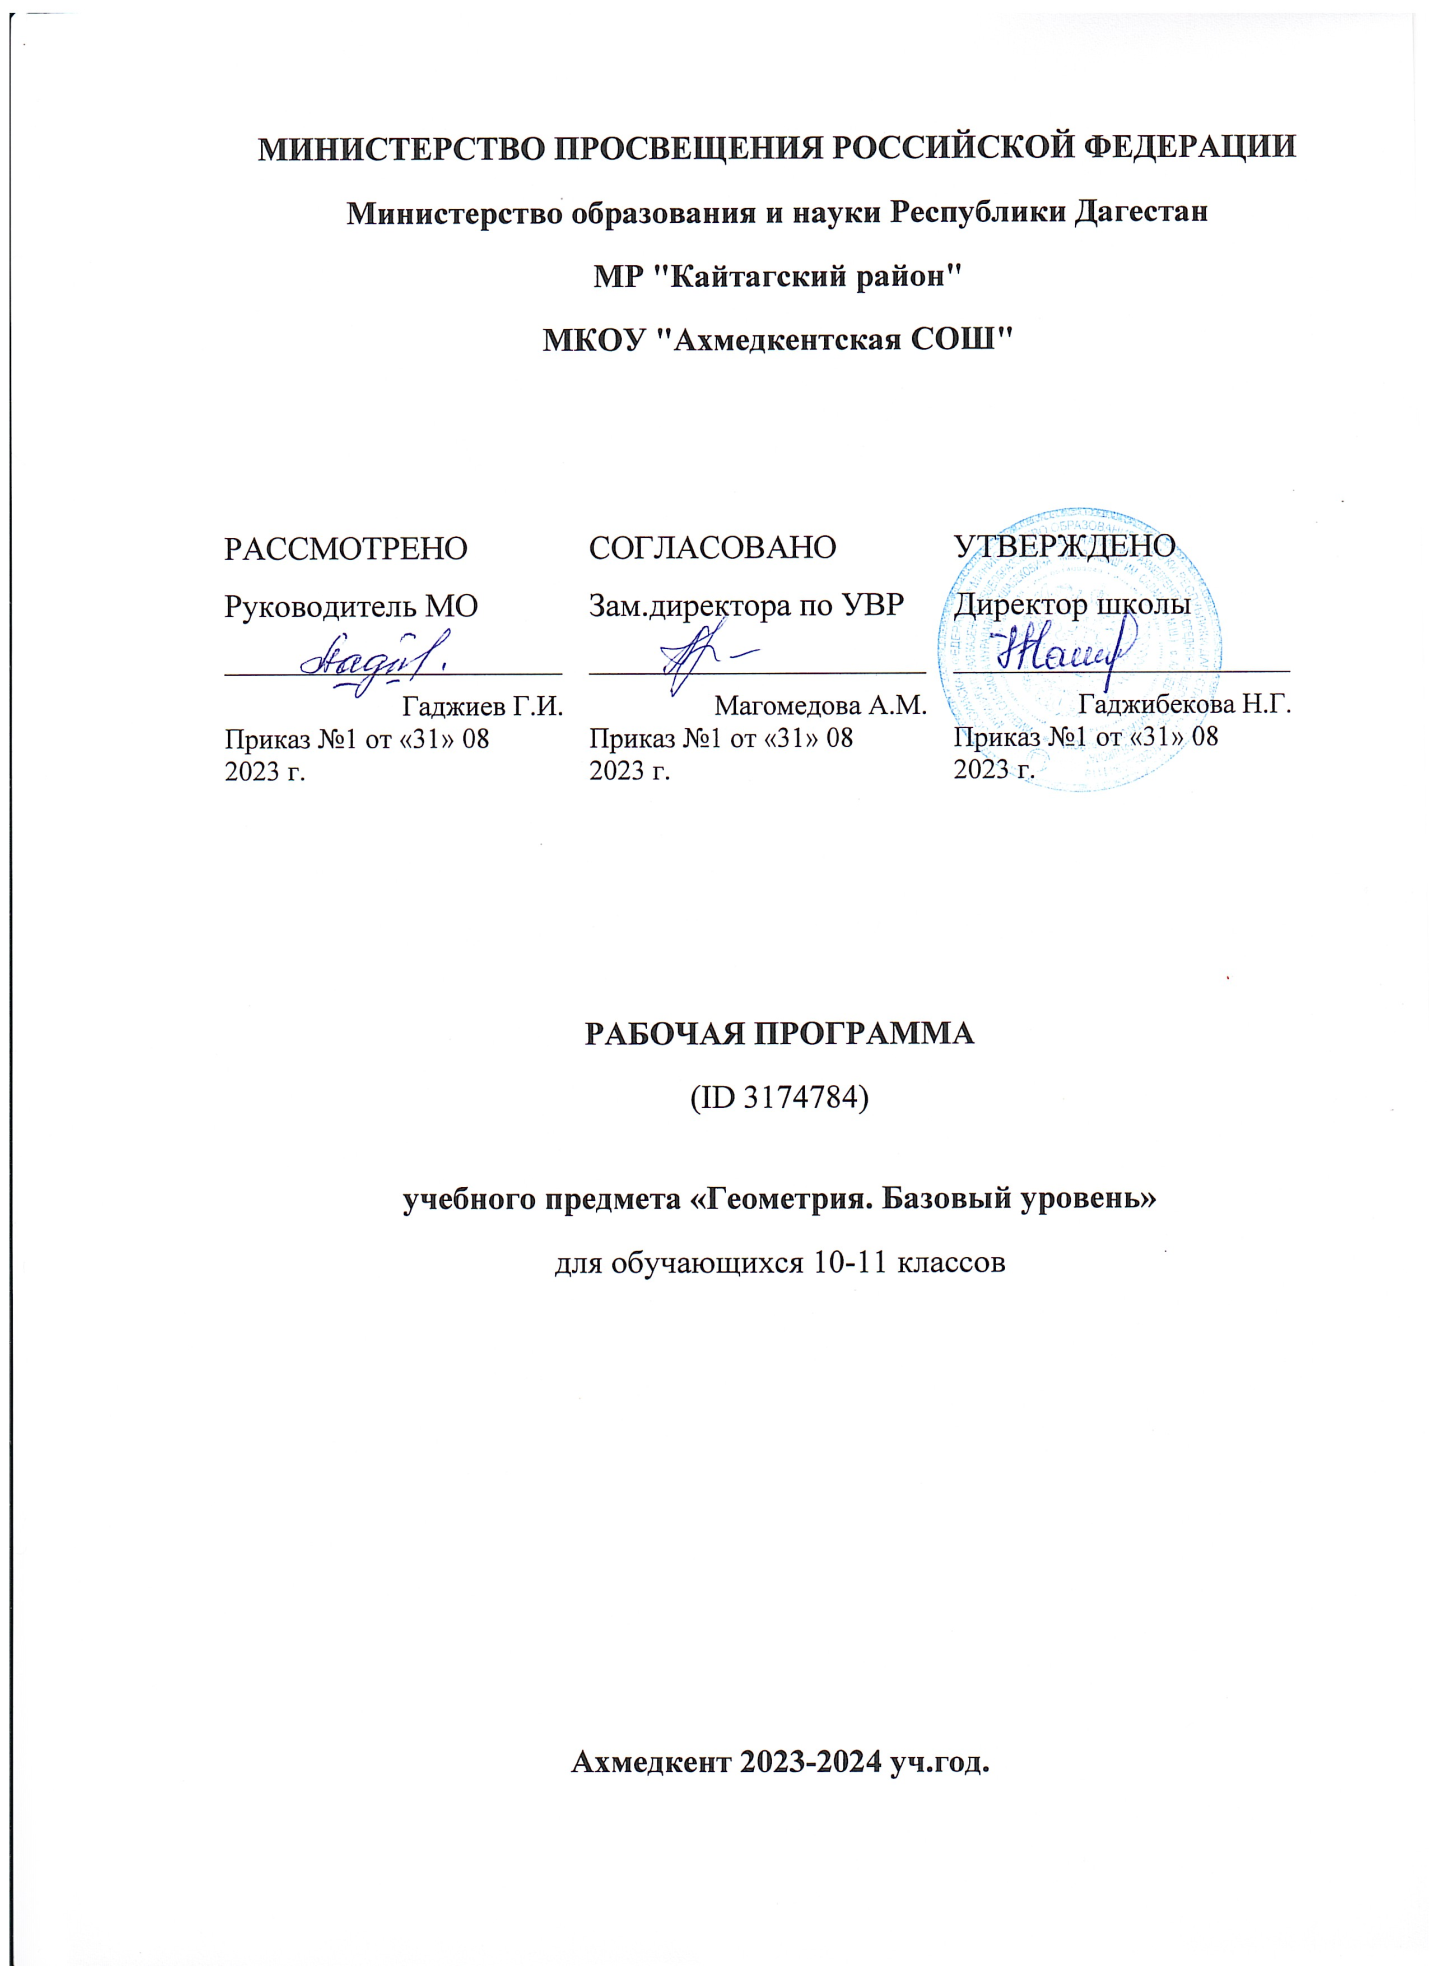 МИНИСТЕРСТВО ПРОСВЕЩЕНИЯ РОССИЙСКОЙ ФЕДЕРАЦИИ
Министерство образования и науки Республики Дагестан
МР "Кайтагский район"
МКОУ "Ахмедкентская СОШ"
РАССМОТРЕНО
Руководитель МО
Гаджиев Г.И.
Приказ №1 от «31» 08
2023 г.
СОГЛАСОВАНО
Зам.директора по УВР
Магомедова А.М.
Приказ №1 от «31» 08
2023 г.
УТВЕРЖДЕНО
Директор школы
Гаджибекова Н.Г.
Приказ №1 от «31» 08
2023 г.
РАБОЧАЯ ПРОГРАММА
(ID 3174784)
учебного предмета «Геометрия. Базовый уровень»
для обучающихся 10-11 классов
Ахмедкент 2023-2024 уч.год.